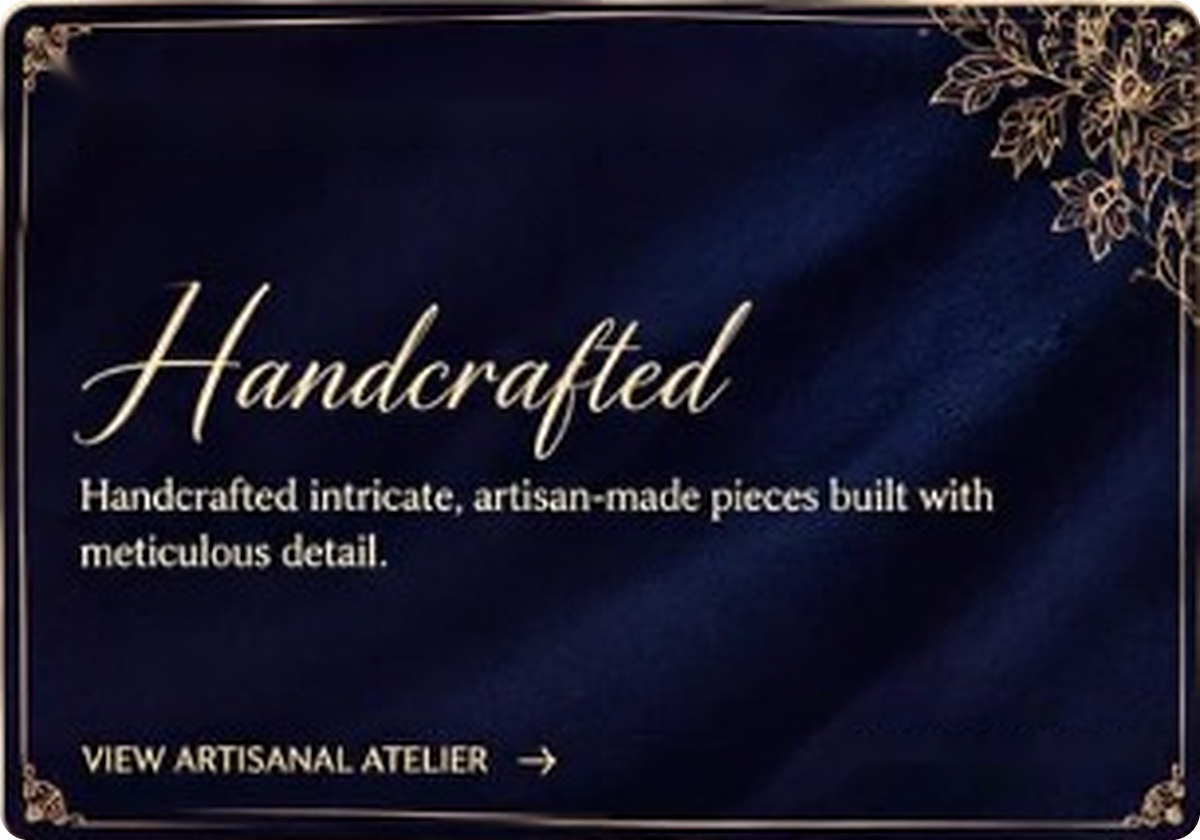 Handcrafted
Handcrafted intricate, artisan-made pieces built with
meticulous detail.
VIEW ARTISANAL ATELIER →